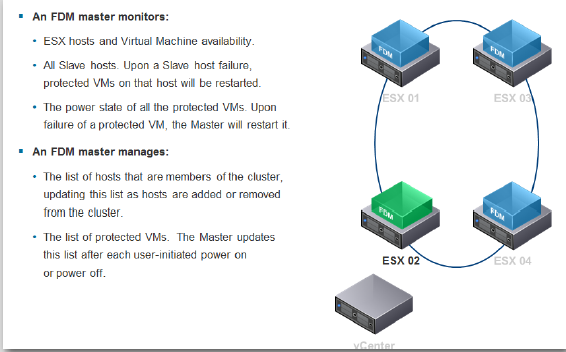 An FDM master monitors:
ESX hosts and Virtual Machine availability.
All Slave hosts. Upon a Slave host failure,
protected VMs on that host will be restarted.
The power state of all the protected VMs. Upon
failure of a protected VM, the Master will restart it.
An FDM master manages:
The list of hosts that are members of the cluster,
updating this list as hosts are added or removed
from the cluster.
The list of protected VMs. The Master updates
this list after each user-initiated power on
or power off.
FDM
ESX 01
FDM
ESX 03
FDM
ESX 02
FDM
ESX 04
vCenter